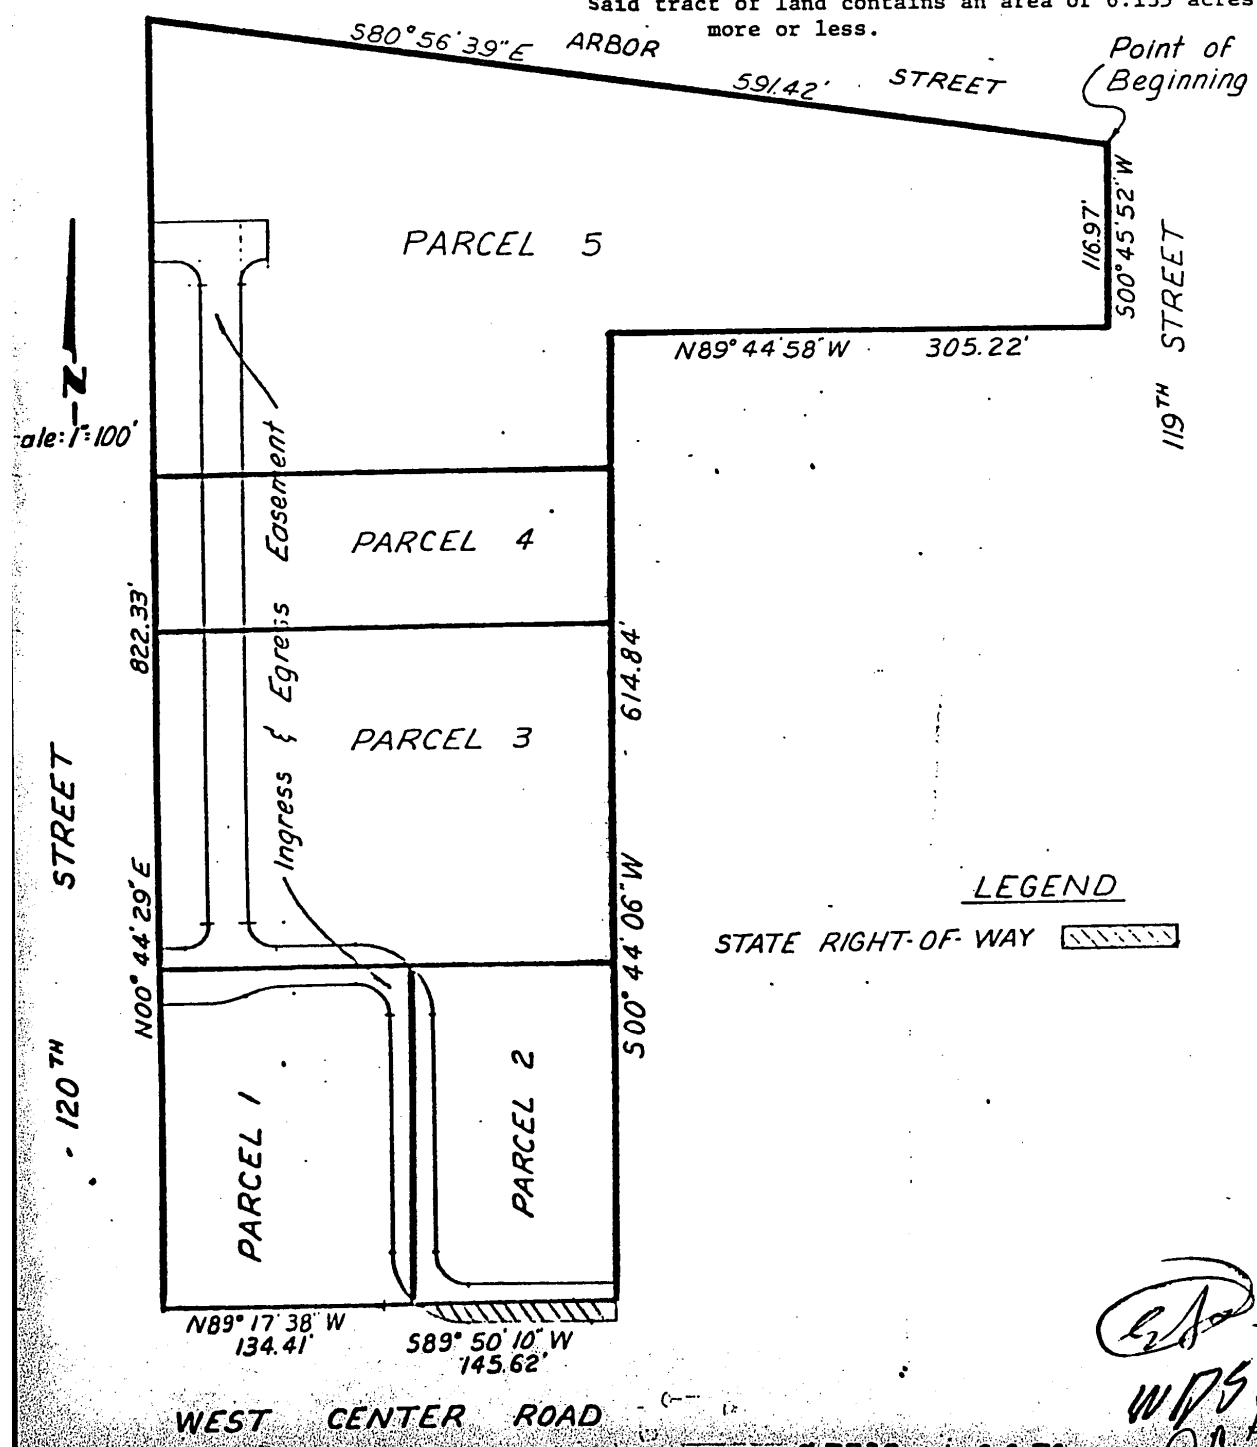 Said tract of land contains an area of 6.155 acres
more or less.
S80°56'39"E ARBOR
591.42' STREET
Point of
Beginning
116.97'
S00°45'52"W
119TH STREET
PARCEL 5
N89°44'58"W 305.22'
N
ale: 1"=100'
Ingress & Egress Easement
PARCEL 4
822.33'
614.84'
PARCEL 3
N00°44'29"E
S00°44'06"W
120TH STREET
LEGEND
STATE RIGHT-OF-WAY
PARCEL 1
PARCEL 2
N89°17'38"W
134.41'
S89°50'10"W
145.62'
WEST CENTER ROAD